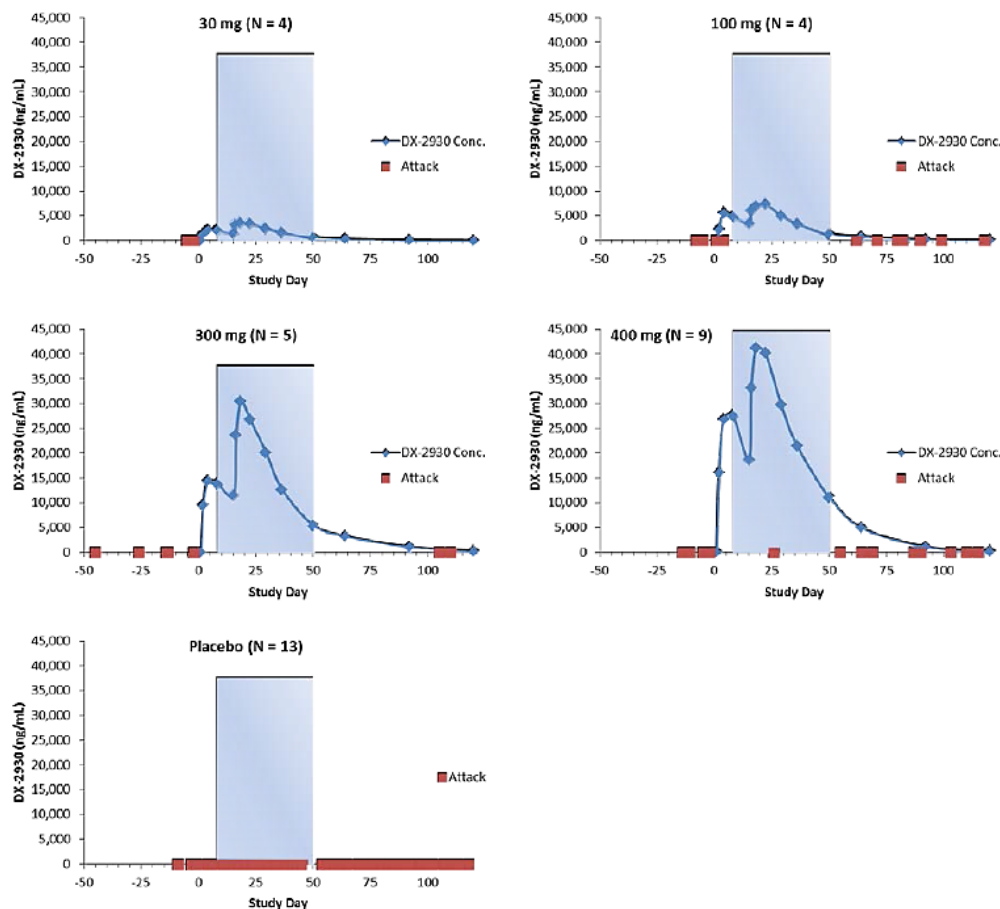 30 mg (N = 4)
45,000
40,000
35,000
30,000
25,000
20,000
15,000
10,000
5,000
0
DX-2930 (ng/mL)
-50 -25 0 25 50 75 100
Study Day
DX-2930 Conc.
Attack
100 mg (N = 4)
45,000
40,000
35,000
30,000
25,000
20,000
15,000
10,000
5,000
0
DX-2930 (ng/mL)
-50 -25 0 25 50 75 100
Study Day
DX-2930 Conc.
Attack
300 mg (N = 5)
45,000
40,000
35,000
30,000
25,000
20,000
15,000
10,000
5,000
0
DX-2930 (ng/mL)
-50 -25 0 25 50 75 100
Study Day
DX-2930 Conc.
Attack
400 mg (N = 9)
45,000
40,000
35,000
30,000
25,000
20,000
15,000
10,000
5,000
0
DX-2930 (ng/mL)
-50 -25 0 25 50 75 100
Study Day
DX-2930 Conc.
Attack
Placebo (N = 13)
45,000
40,000
35,000
30,000
25,000
20,000
15,000
10,000
5,000
0
DX-2930 (ng/mL)
-50 -25 0 25 50 75 100
Study Day
Attack